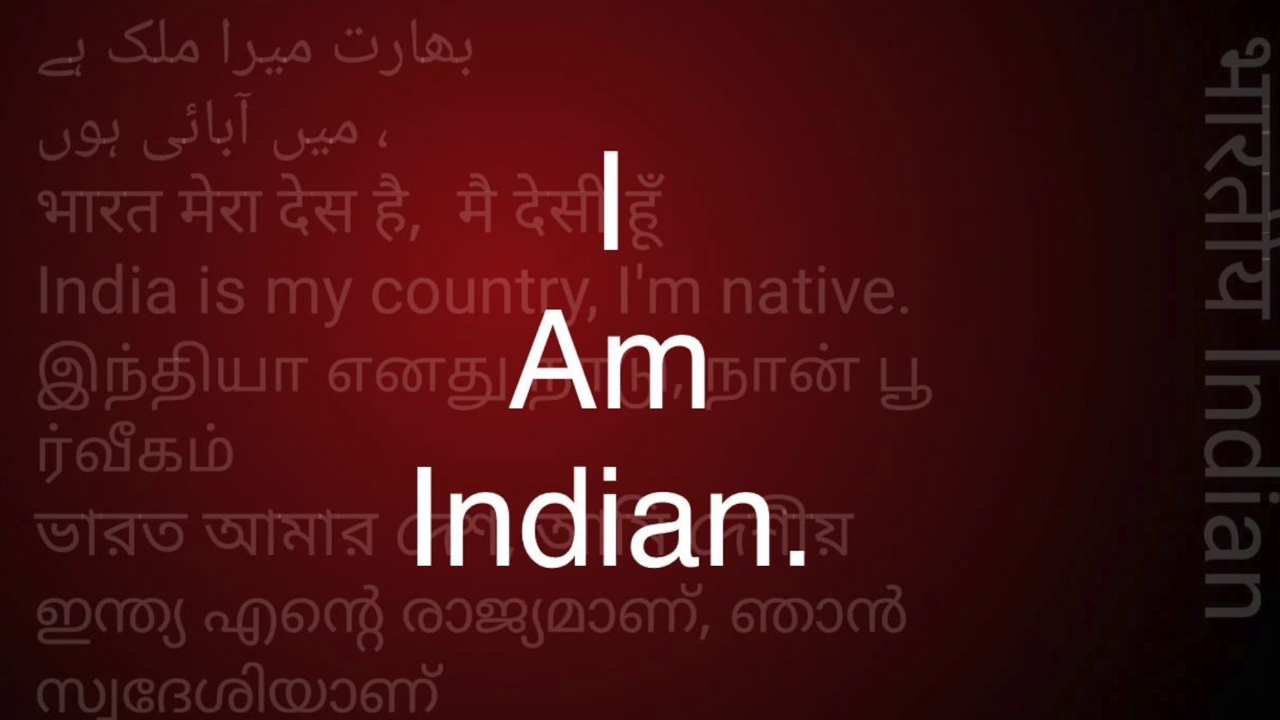 بھارت میرا ملک ہے
، میں آبائی ہوں
भारत मेरा देस है, मै देसी हूँ
India is my country, I'm native.
இந்தியா எனது நாடு, நான் பூ
ர்வீகம்
ভারত আমার দেশ, আমি দেশীয়
ഇന്ത്യ എന്റെ രാജ്യമാണ്, ഞാൻ
സ്വദേശിയാണ്
I
Am
Indian.
भारतीय Indian